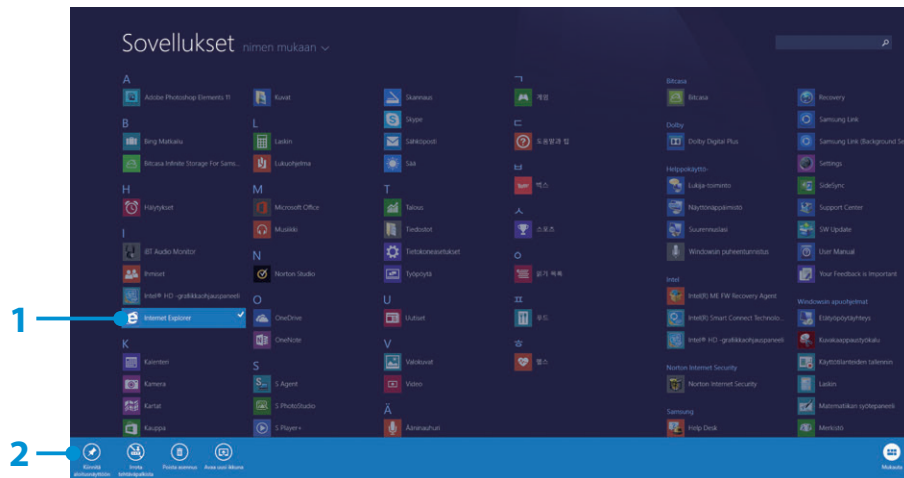 Sovellukset nimen mukaan
A
Adobe Photoshop Elements 11
B
Bing Matkailu
Bitcasa Infinite Storage For Sams...
H
Hälytykset
I
iBT Audio Monitor
Ihmiset
Intel® HD -grafiikkaohjauspaneeli
1
Internet Explorer
K
Kalenteri
Kamera
Kartat
Kauppa
Kuvat
L
Laskin
Lukuohjelma
M
Microsoft Office
Musiikki
N
Norton Studio
O
OneDrive
OneNote
S
S Agent
S PhotoStudio
S Player+
Skannaus
Skype
Sähköposti
Sää
T
Talous
Tiedostot
Tietokoneasetukset
Työpöytä
U
Uutiset
V
Valokuvat
Video
Ä
Ääninauhuri
ㄱ
게임
ㄷ
도움말과 팁
ㅂ
벅스
ㅅ
스포츠
ㅇ
읽기 목록
ㅍ
푸드
ㅎ
헬스
Bitcasa
Bitcasa
Dolby
Dolby Digital Plus
Helppokäyttö-
Lukija-toiminto
Näyttönäppäimistö
Suurennuslasi
Windowsin puheentunnistus
Intel
Intel(R) ME FW Recovery Agent
Intel(R) Smart Connect Technolo...
Intel® HD -grafiikkaohjauspaneeli
Norton Internet Security
Norton Internet Security
Samsung
Help Desk
Recovery
Samsung Link
Samsung Link (Background Se
Settings
SideSync
Support Center
SW Update
User Manual
Your Feedback is Important
Windowsin apuohjelmat
Etätyöpöytäyhteys
Kuvakaappaustyökalu
Käyttötilanteiden tallennin
Laskin
Matematiikan syötepaneeli
Muistio
2
Kiinnitä
aloitusnäyttöön
Irrota
tehtäväpalkista
Poista asennus
Avaa uusi ikkuna
Mukauta